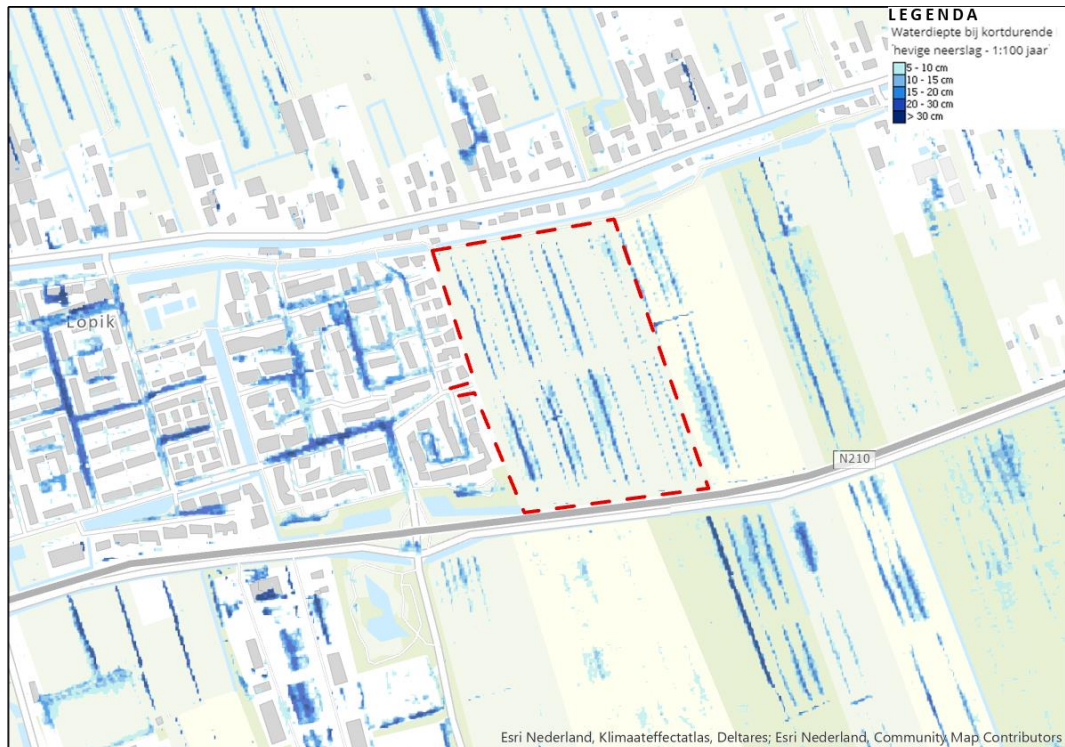 LEGENDA
Waterdiepte bij kortdurende
hevige neerslag - 1:100 jaar
5 - 10 cm
10 - 15 cm
15 - 20 cm
20 - 30 cm
> 30 cm
Lopik
N210
Esri Nederland, Klimaateffectatlas, Deltares; Esri Nederland, Community Map Contributors